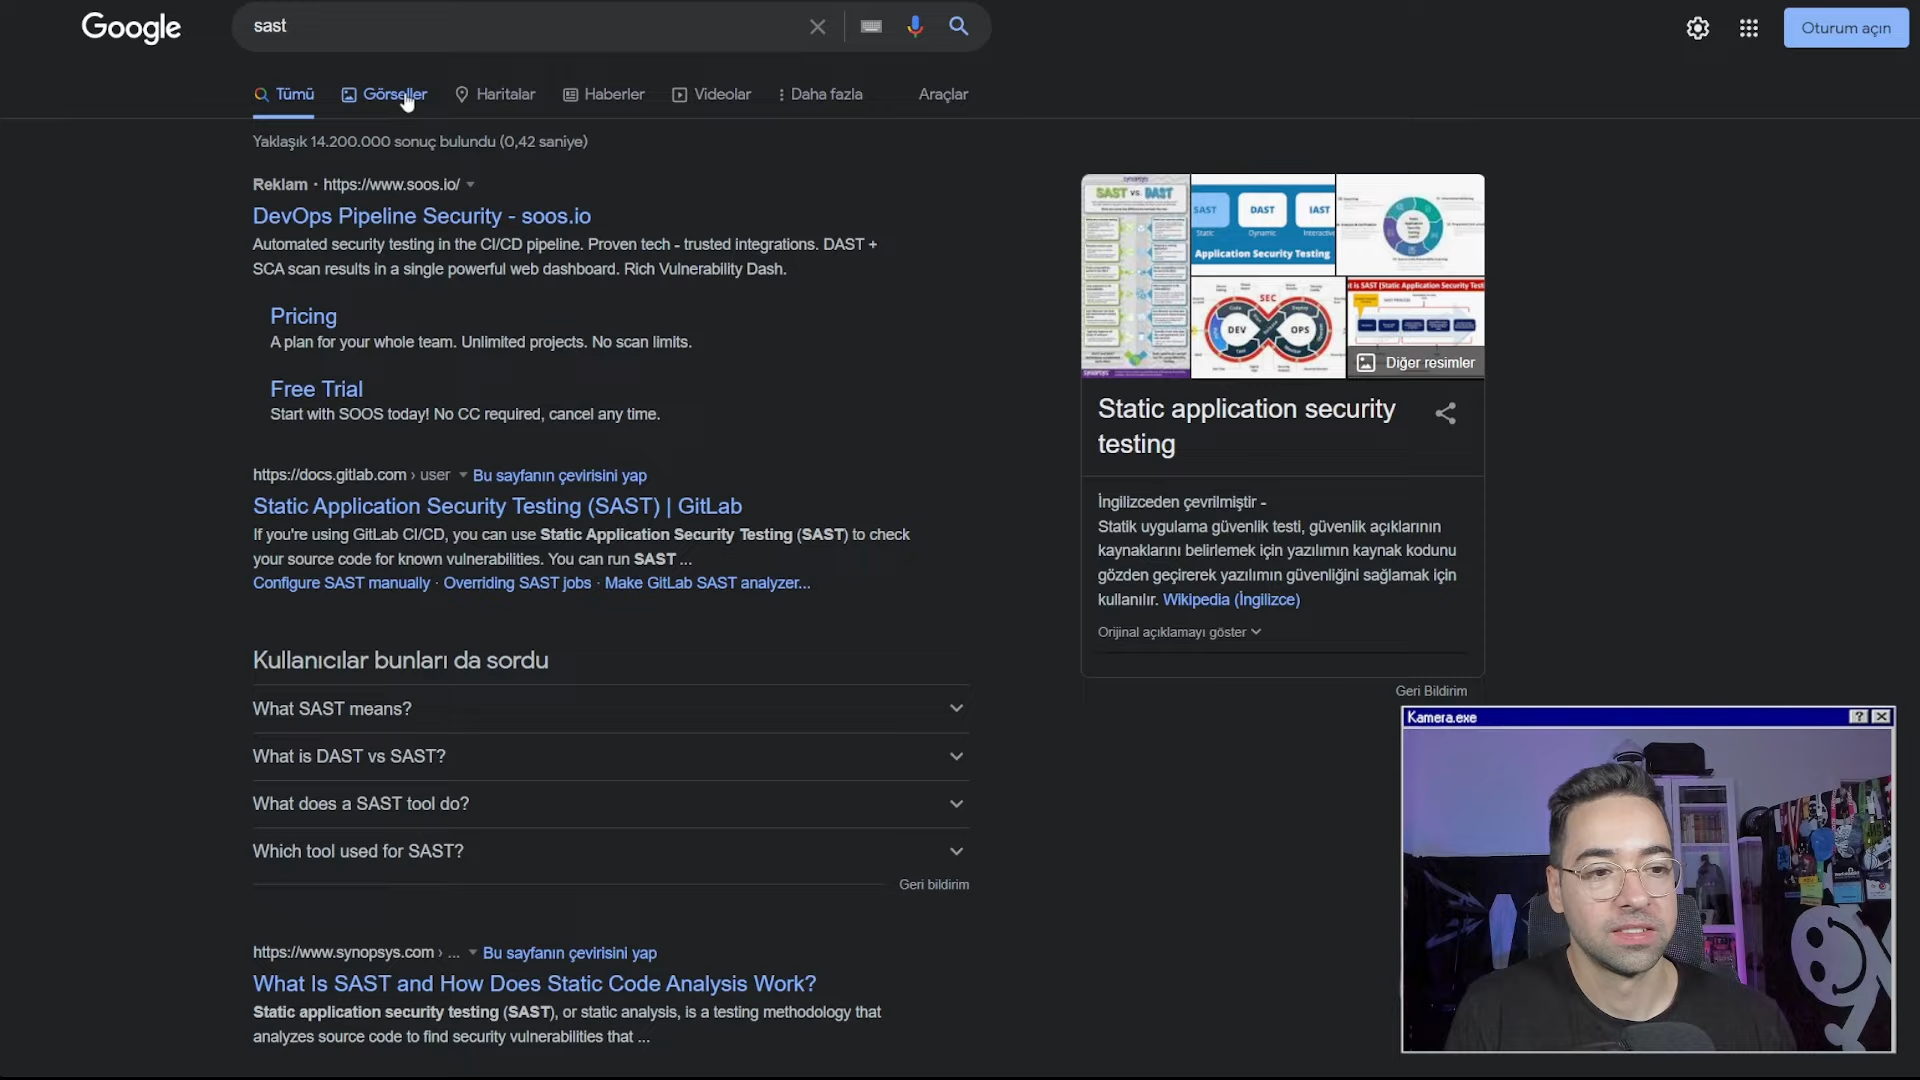 Google
sast
Oturum açın
Tümü
Görseller
Haritalar
Haberler
Videolar
Daha fazla
Araçlar
Yaklaşık 14.200.000 sonuç bulundu (0,42 saniye)
Reklam · https://www.soos.io/
DevOps Pipeline Security - soos.io
Automated security testing in the CI/CD pipeline. Proven tech - trusted integrations. DAST +
SCA scan results in a single powerful web dashboard. Rich Vulnerability Dash.
Pricing
A plan for your whole team. Unlimited projects. No scan limits.
Free Trial
Start with SOOS today! No CC required, cancel any time.
https://docs.gitlab.com › user
Bu sayfanın çevirisini yap
Static Application Security Testing (SAST) | GitLab
If you're using GitLab CI/CD, you can use Static Application Security Testing (SAST) to check
your source code for known vulnerabilities. You can run SAST ...
Configure SAST manually · Overriding SAST jobs · Make GitLab SAST analyzer...
Kullanıcılar bunları da sordu
What SAST means?
What is DAST vs SAST?
What does a SAST tool do?
Which tool used for SAST?
Geri bildirim
https://www.synopsys.com › ...
Bu sayfanın çevirisini yap
What Is SAST and How Does Static Code Analysis Work?
Static application security testing (SAST), or static analysis, is a testing methodology that
analyzes source code to find security vulnerabilities that ...
SAST vs. DAST
SAST
DAST
IAST
Static
Dynamic
Interactive
Application Security Testing
SEC
DEV
OPS
Diğer resimler
Static application security
testing
İngilizceden çevrilmiştir -
Statik uygulama güvenlik testi, güvenlik açıklarının
kaynaklarını belirlemek için yazılımın kaynak kodunu
gözden geçirerek yazılımın güvenliğini sağlamak için
kullanılır. Wikipedia (İngilizce)
Orijinal açıklamayı göster
Geri Bildirim
Kamera.exe